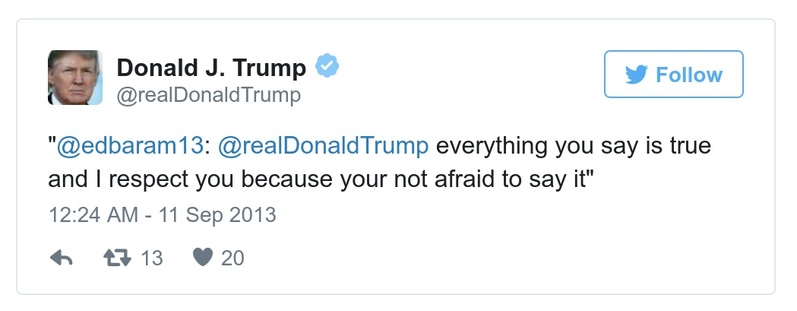 Donald J. Trump
Follow
@realDonaldTrump
"@edbaram13: @realDonaldTrump everything you say is true
and I respect you because your not afraid to say it"
12:24 AM - 11 Sep 2013
13 20